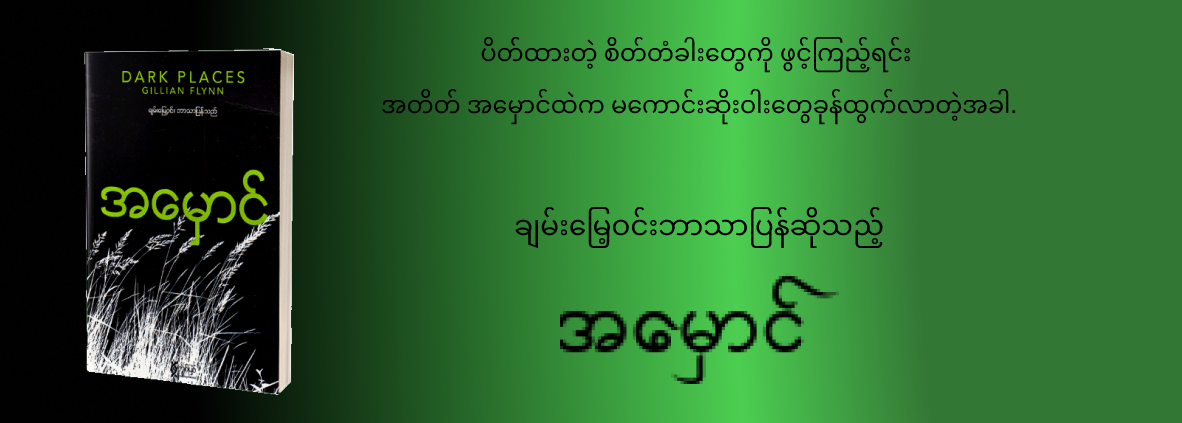 DARK PLACES
GILLIAN FLYNN
ချမ်းမြေ့ဝင်း ဘာသာပြန်သည်
အမှောင်
ပိတ်ထားတဲ့ စိတ်တံခါးတွေကို ဖွင့်ကြည့်ရင်း
အတိတ် အမှောင်ထဲက မကောင်းဆိုးဝါးတွေခုန်ထွက်လာတဲ့အခါ.
ချမ်းမြေ့ဝင်းဘာသာပြန်ဆိုသည့်
အမှောင်